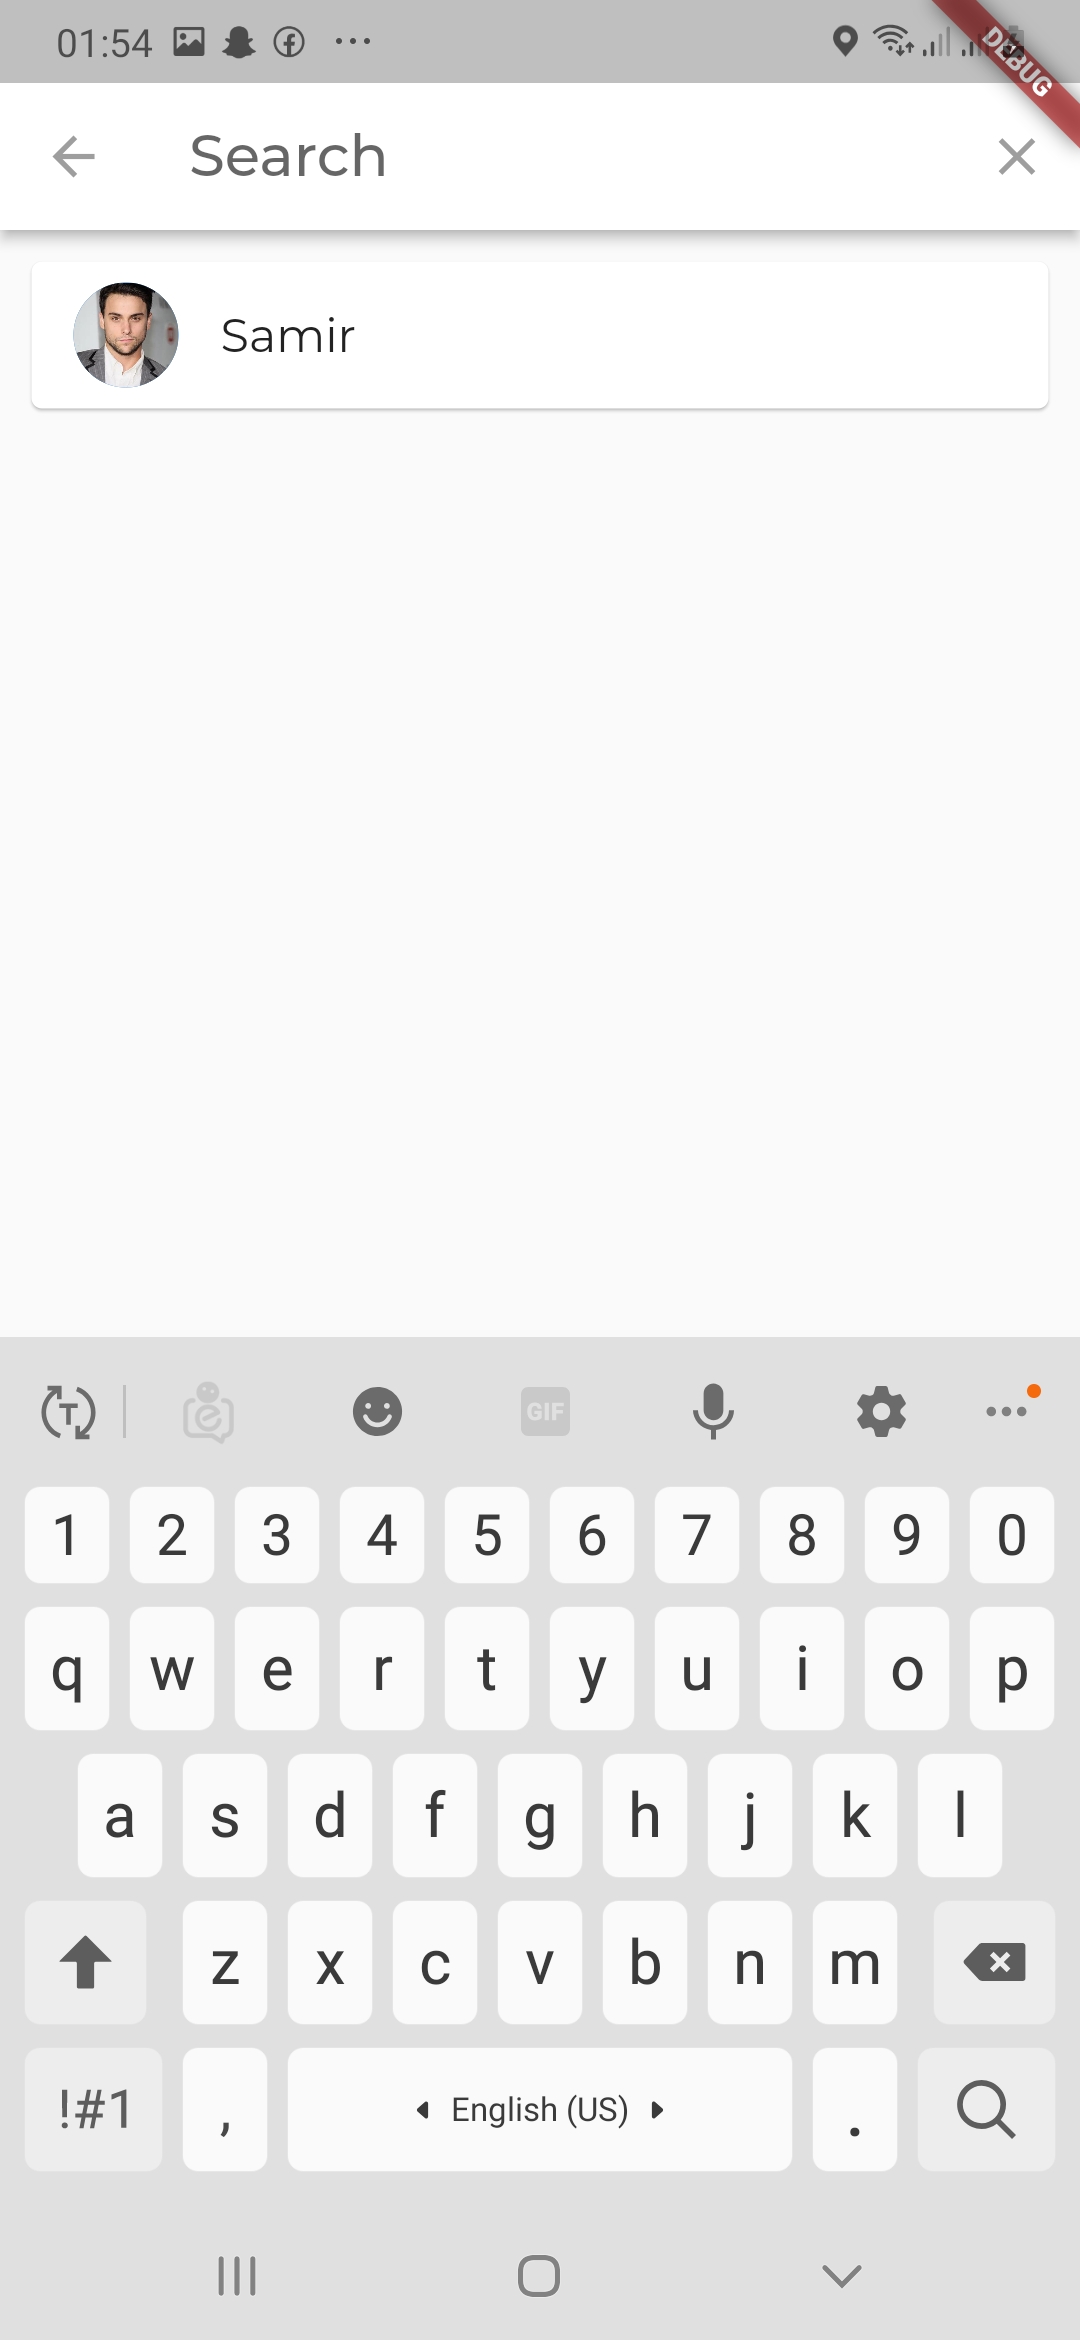 01:54
DEBUG
Search
Samir
T
GIF
1 2 3 4 5 6 7 8 9 0
q w e r t y u i o p
a s d f g h j k l
z x c v b n m
!#1 , English (US) .